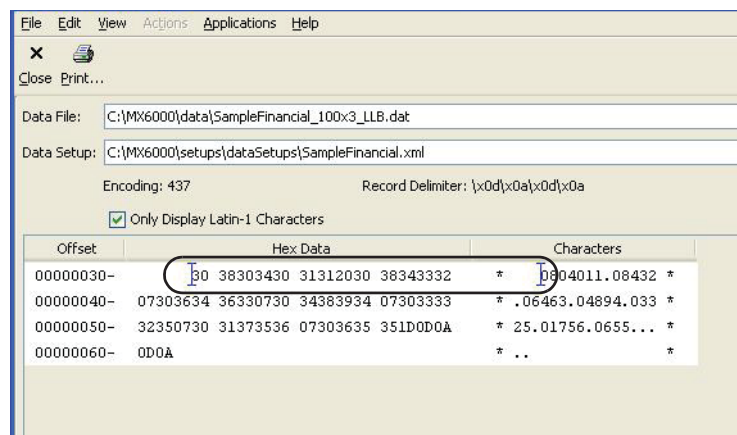 File Edit View Actions Applications Help
Close Print...
Data File: C:\MX6000\data\SampleFinancial_100x3_LLB.dat
Data Setup: C:\MX6000\setups\dataSetups\SampleFinancial.xml
Encoding: 437 Record Delimiter: \x0d\x0a\x0d\x0a
Only Display Latin-1 Characters
Offset Hex Data Characters
00000030- 30 38303430 31312030 38343332 * 0804011.08432 *
00000040- 07303634 36330730 34383934 07303333 * .06463.04894.033 *
00000050- 32350730 31373536 07303635 351D0D0A * 25.01756.0655... *
00000060- 0D0A * .. *